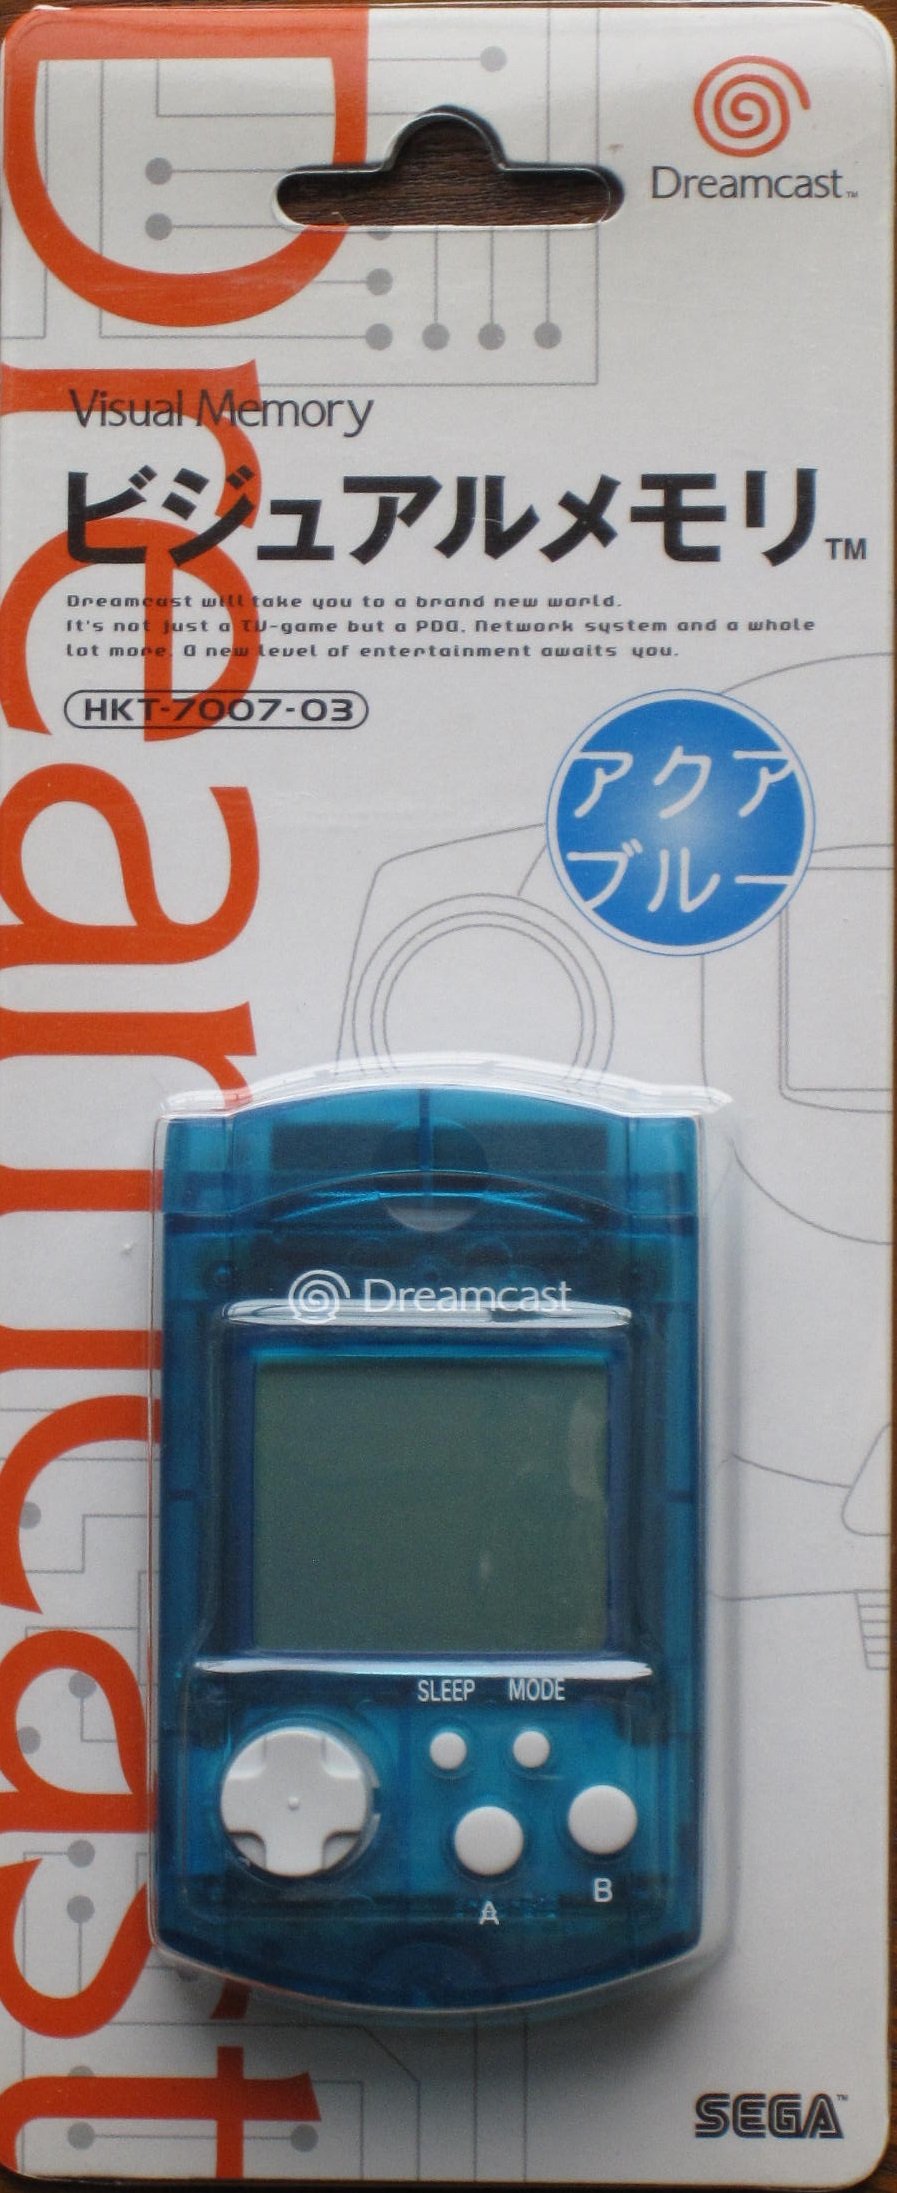 Dreamcast
Dreamcast™
Visual Memory
ビジュアルメモリ™
Dreamcast will take you to a brand new world.
It's not just a TV-game but a PDA, Network system and a whole
lot more. A new level of entertainment awaits you.
HKT-7007-03
アクア
ブルー
Dreamcast
SLEEP MODE
B
A
SEGA™